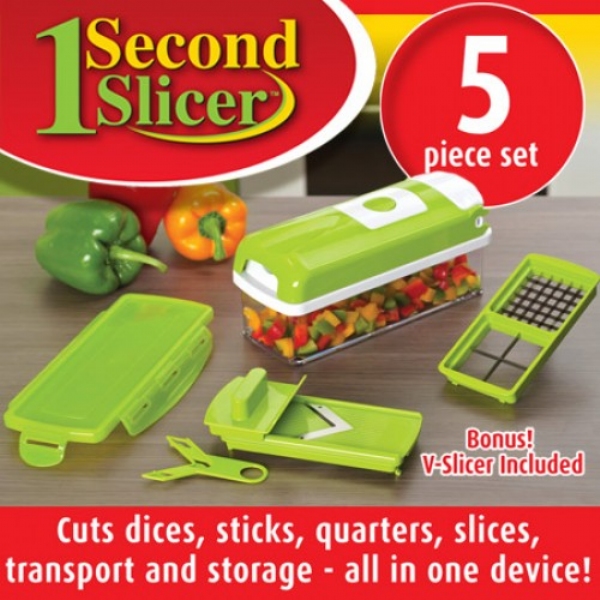 1 Second
Slicer™
5
piece set
Bonus!
V-Slicer Included
Cuts dices, sticks, quarters, slices,
transport and storage - all in one device!